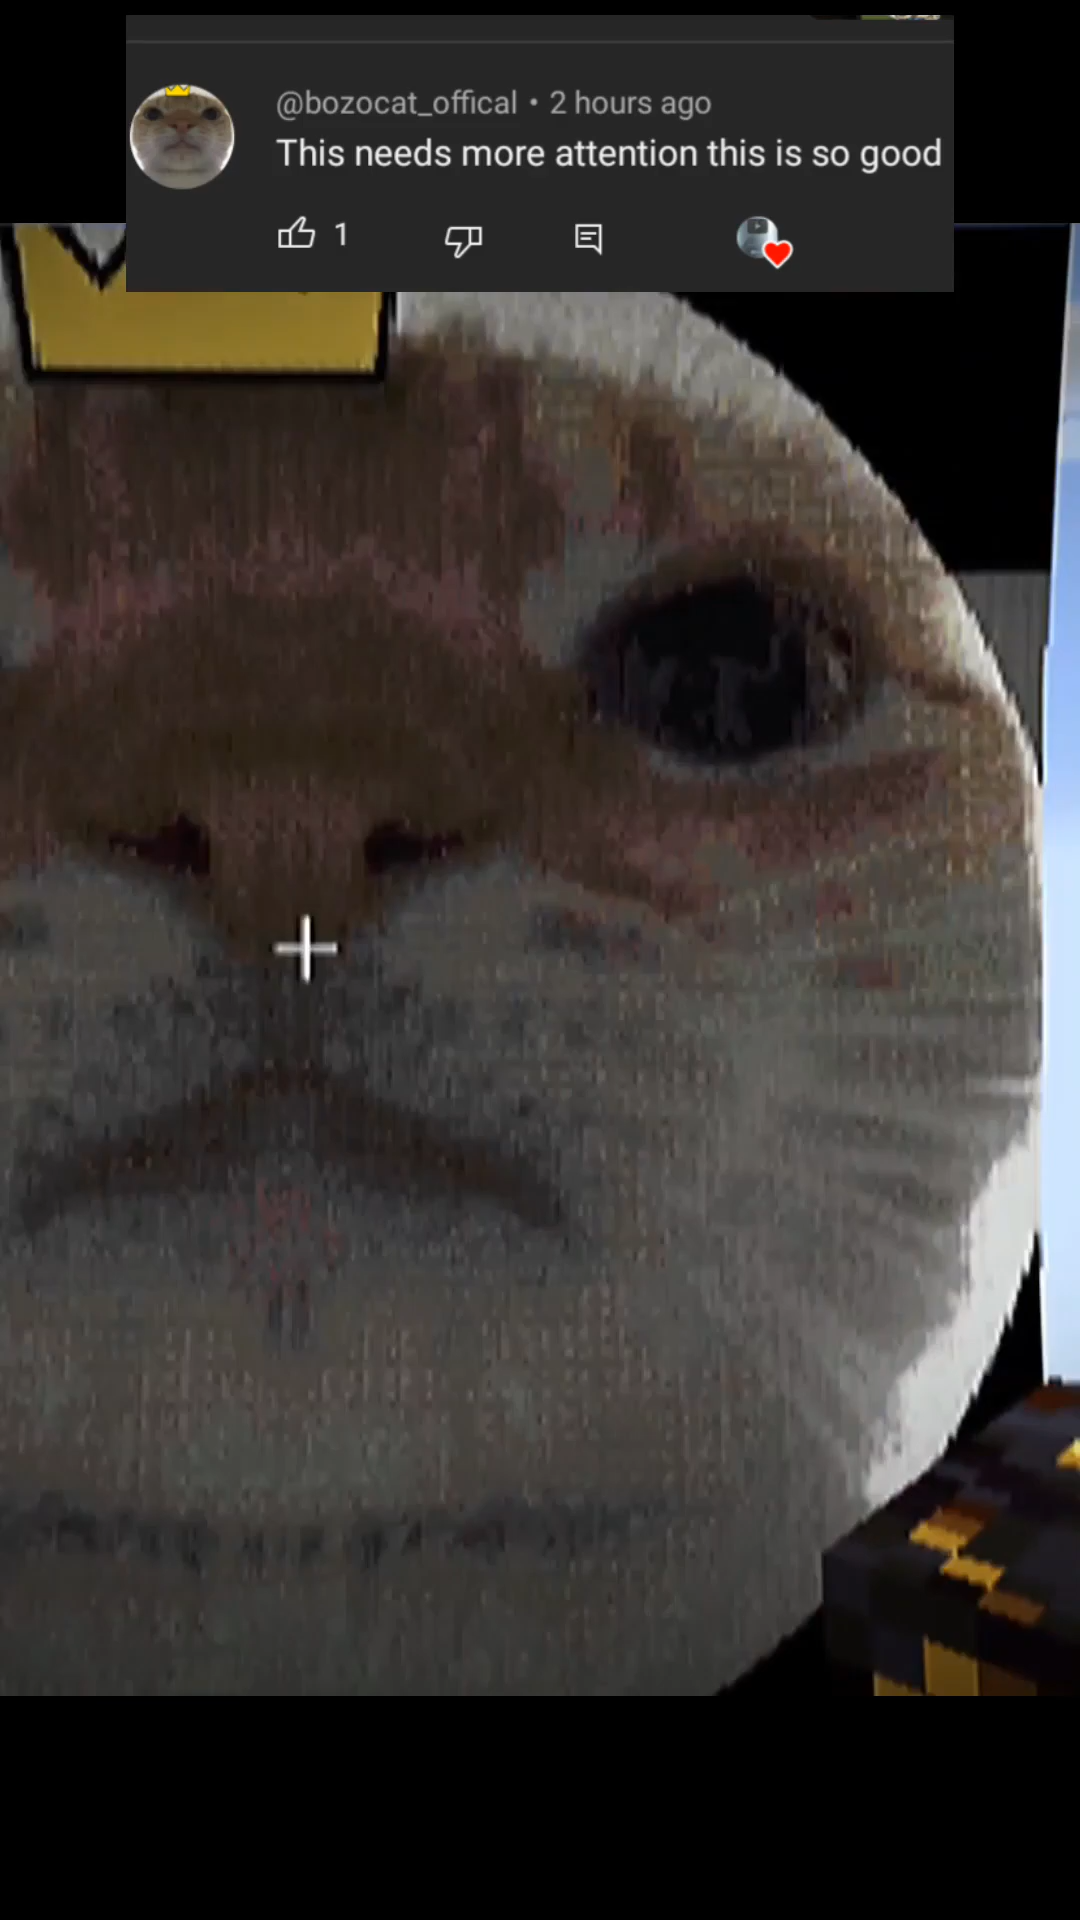 @bozocat_offical • 2 hours ago
This needs more attention this is so good
1